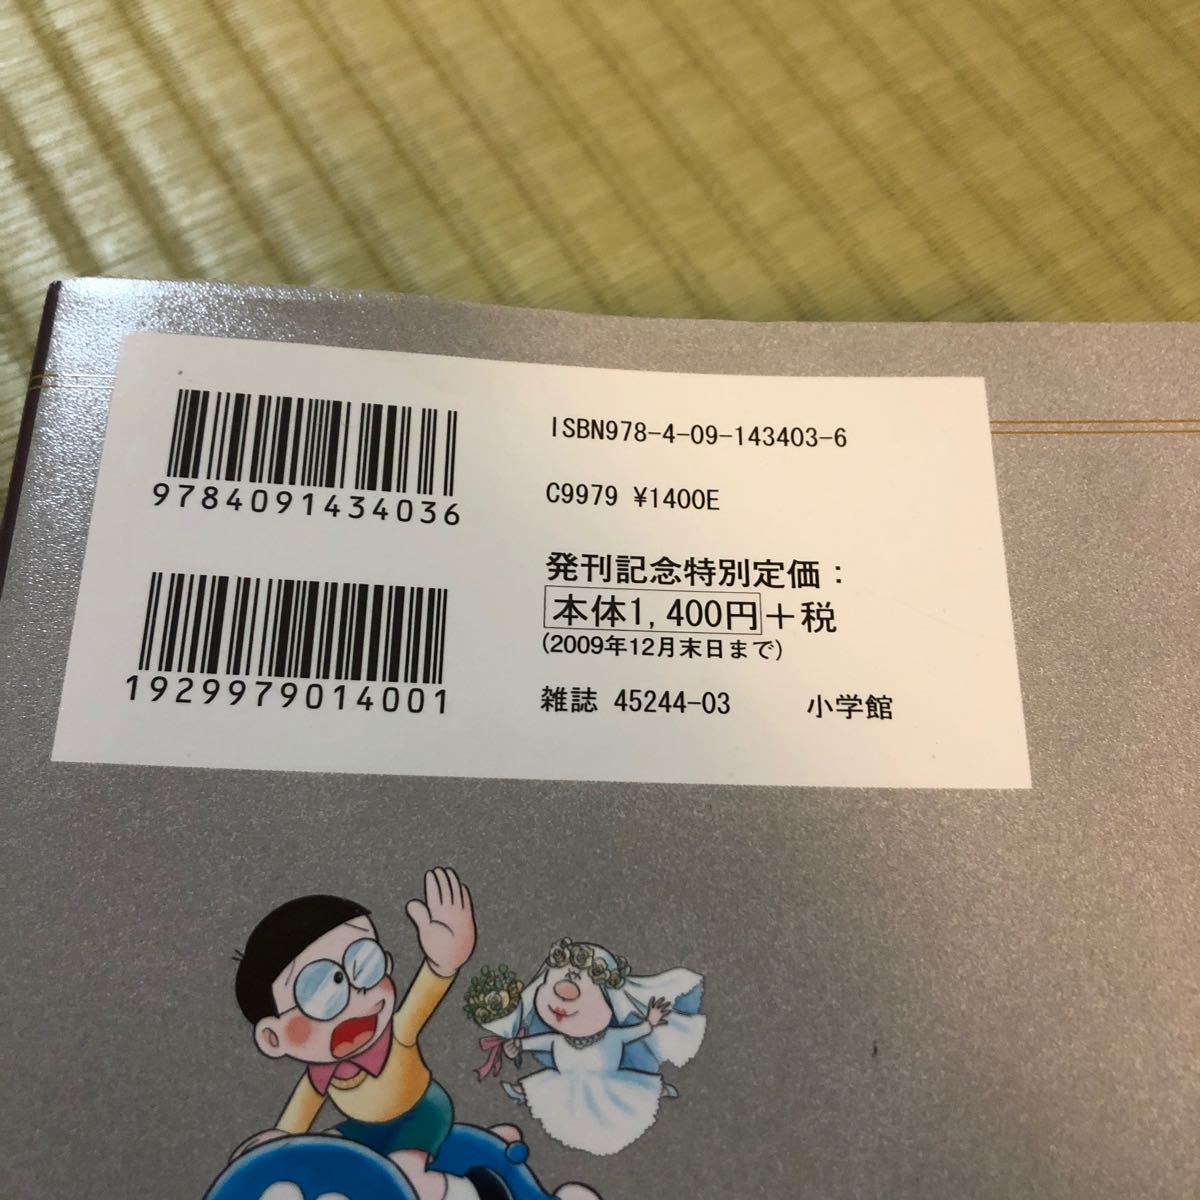 9784091434036
1929979014001
ISBN978-4-09-143403-6
C9979 ¥1400E
発刊記念特別定価：
本体1,400円＋税
(2009年12月末日まで)
雑誌 45244-03 小学館